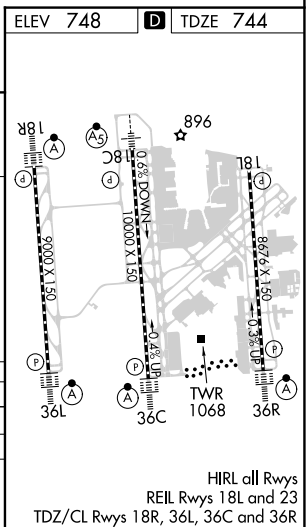 ELEV 748
D
TDZE 744
18R
A
A5
896
18C
0.6% DOWN
18L
P
P
P
9000 X 150
10000 X 150
8676 X 150
0.4% UP
0.3% UP
P
P
P
A
A
A
36L
36C
TWR
1068
36R
HIRL all Rwys
REIL Rwys 18L and 23
TDZ/CL Rwys 18R, 36L, 36C and 36R